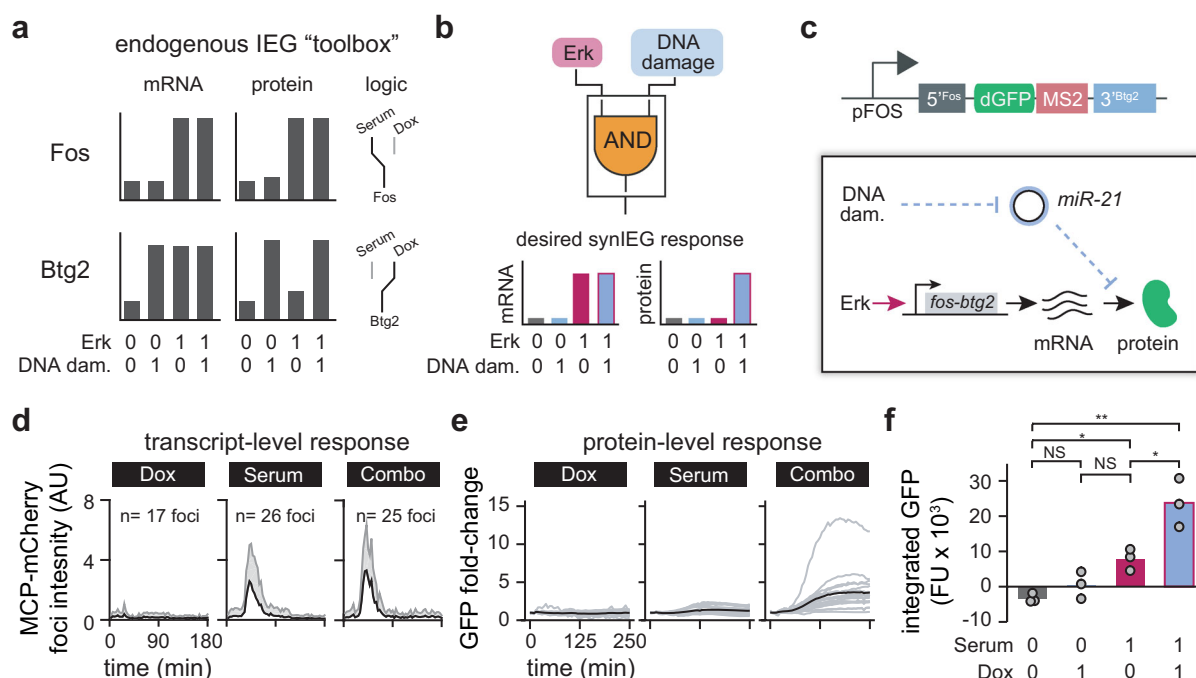 a
endogenous IEG “toolbox”
mRNA protein logic
Fos
Serum
Dox
Fos
Btg2
Serum
Dox
Btg2
Erk 0 0 1 1 0 0 1 1
DNA dam. 0 1 0 1 0 1 0 1
b
Erk
DNA damage
AND
desired synIEG response
mRNA
protein
Erk 0 0 1 1 0 0 1 1
DNA dam. 0 1 0 1 0 1 0 1
c
pFOS
5'Fos dGFP MS2 3'Btg2
DNA dam.
miR-21
Erk
fos-btg2
mRNA
protein
d
transcript-level response
Dox Serum Combo
MCP-mCherry foci intesnity (AU)
8
4
0
n= 17 foci n= 26 foci n= 25 foci
0 90 180
time (min)
e
protein-level response
Dox Serum Combo
GFP fold-change
15
10
5
0
0 125 250
time (min)
f
integrated GFP (FU x 10³)
30
20
10
0
-10
**
*
NS
NS
*
Serum 0 0 1 1
Dox 0 1 0 1